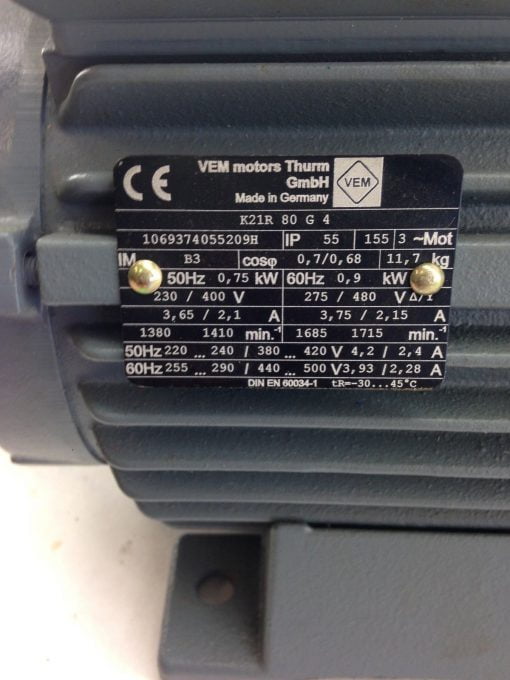 CE VEM motors Thurm
GmbH VEM
Made in Germany
K21R 80 G 4
1069374055209H IP 55 155 3 ~Mot
IM B3 cosφ 0,7/0,68 11,7 kg
50Hz 0,75 kW 60Hz 0,9 kW
230 / 400 V 275 / 480 V Δ/Y
3,65 / 2,1 A 3,75 / 2,15 A
1380 1410 min.-1 1685 1715 min.-1
50Hz 220 ... 240 / 380 ... 420 V 4,2 / 2,4 A
60Hz 255 ... 290 / 440 ... 500 V 3,93 / 2,28 A
DIN EN 60034-1 tR=-30...45°C